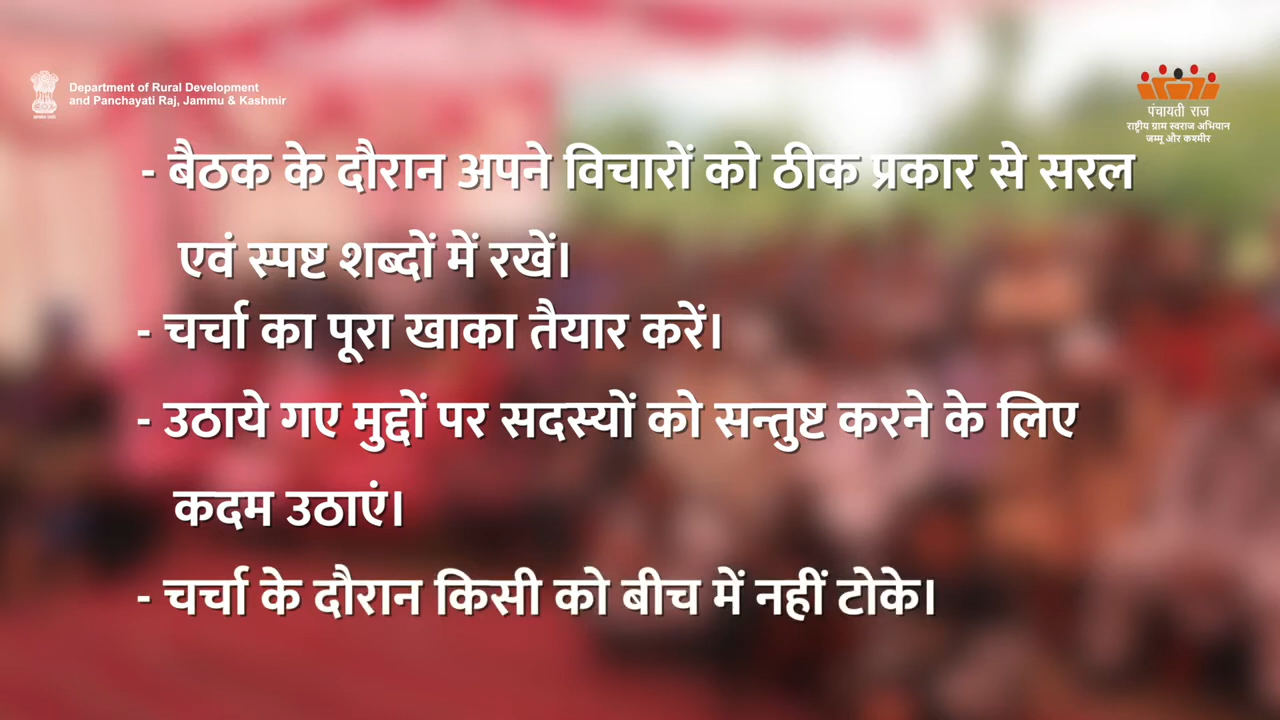 Department of Rural Development
and Panchayati Raj, Jammu & Kashmir
पंचायती राज
राष्ट्रीय ग्राम स्वराज अभियान
जम्मू और कश्मीर
- बैठक के दौरान अपने विचारों को ठीक प्रकार से सरल
एवं स्पष्ट शब्दों में रखें।
- चर्चा का पूरा खाका तैयार करें।
- उठाये गए मुद्दों पर सदस्यों को सन्तुष्ट करने के लिए
कदम उठाएं।
- चर्चा के दौरान किसी को बीच में नहीं टोके।